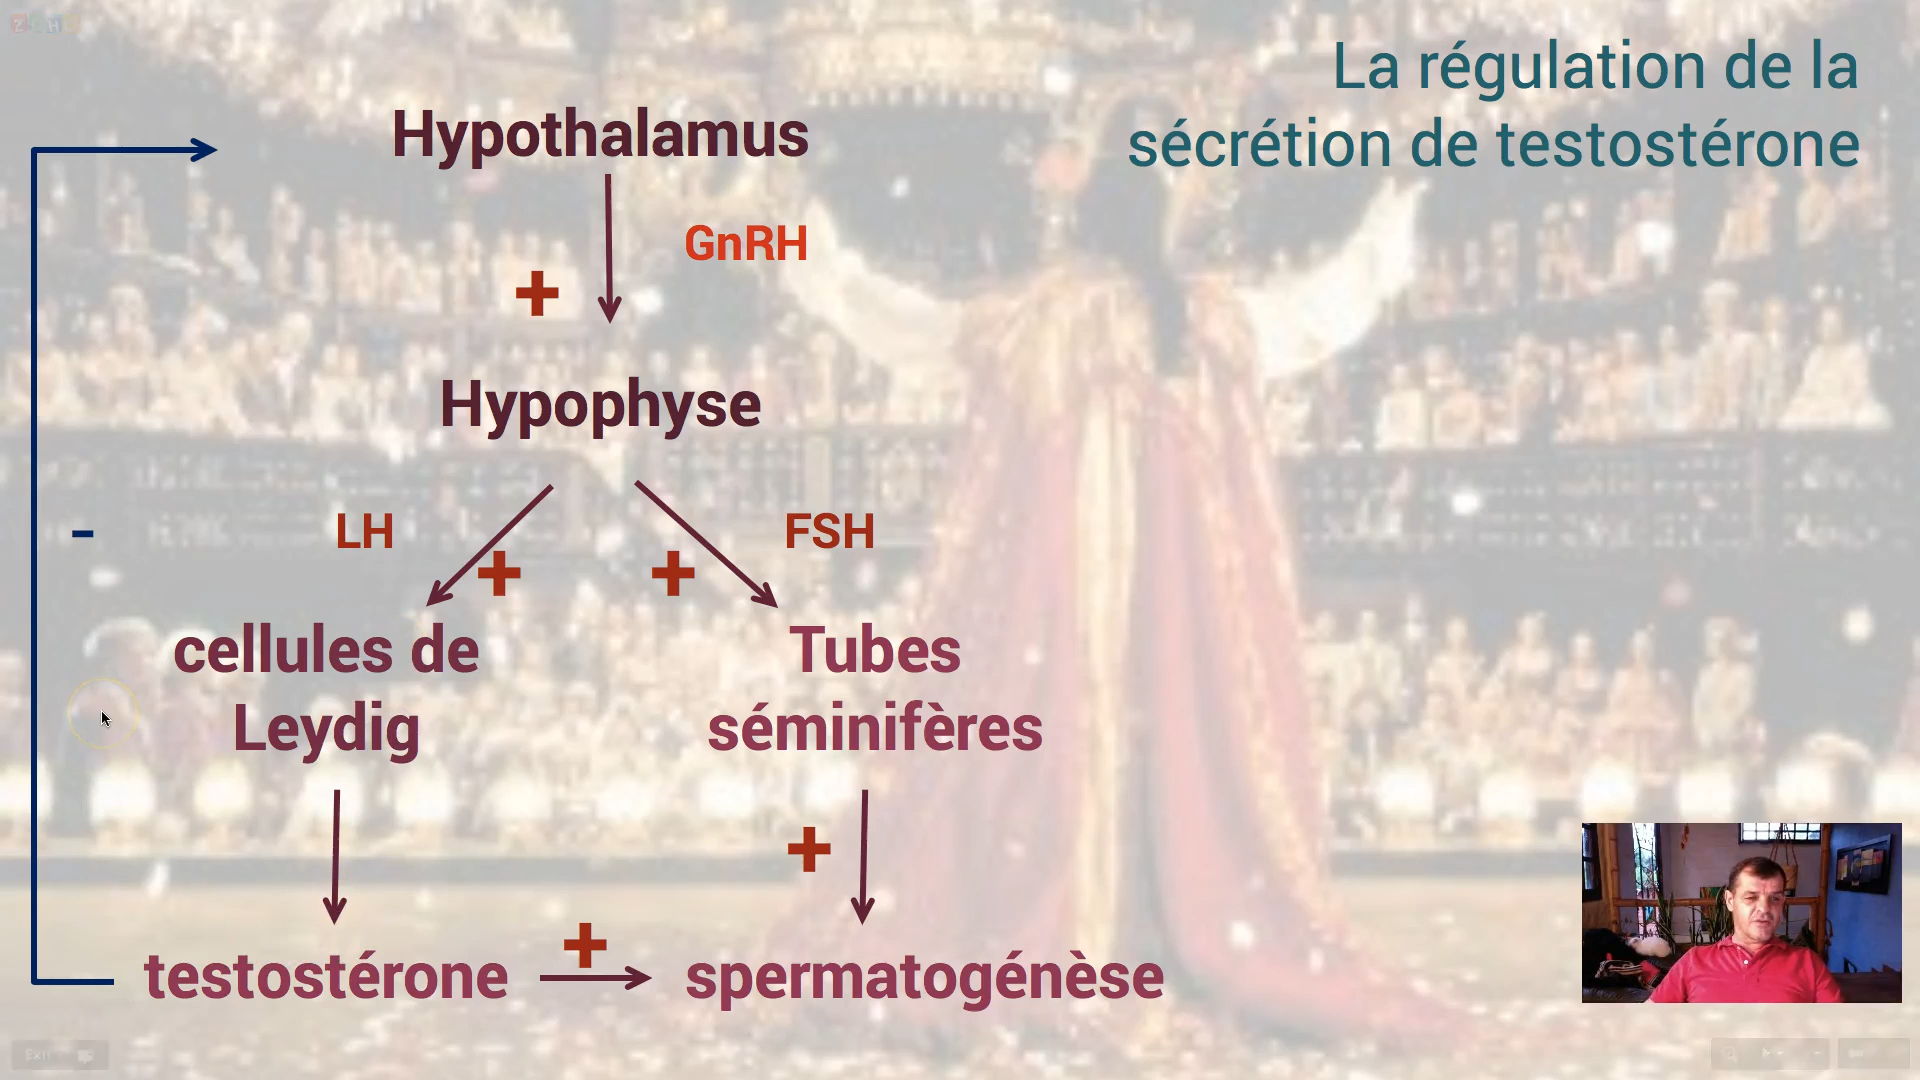 La régulation de la
sécrétion de testostérone
Hypothalamus
GnRH
+
Hypophyse
LH
FSH
-
+
+
cellules de
Leydig
Tubes
séminifères
+
+
testostérone
spermatogénèse
Exit